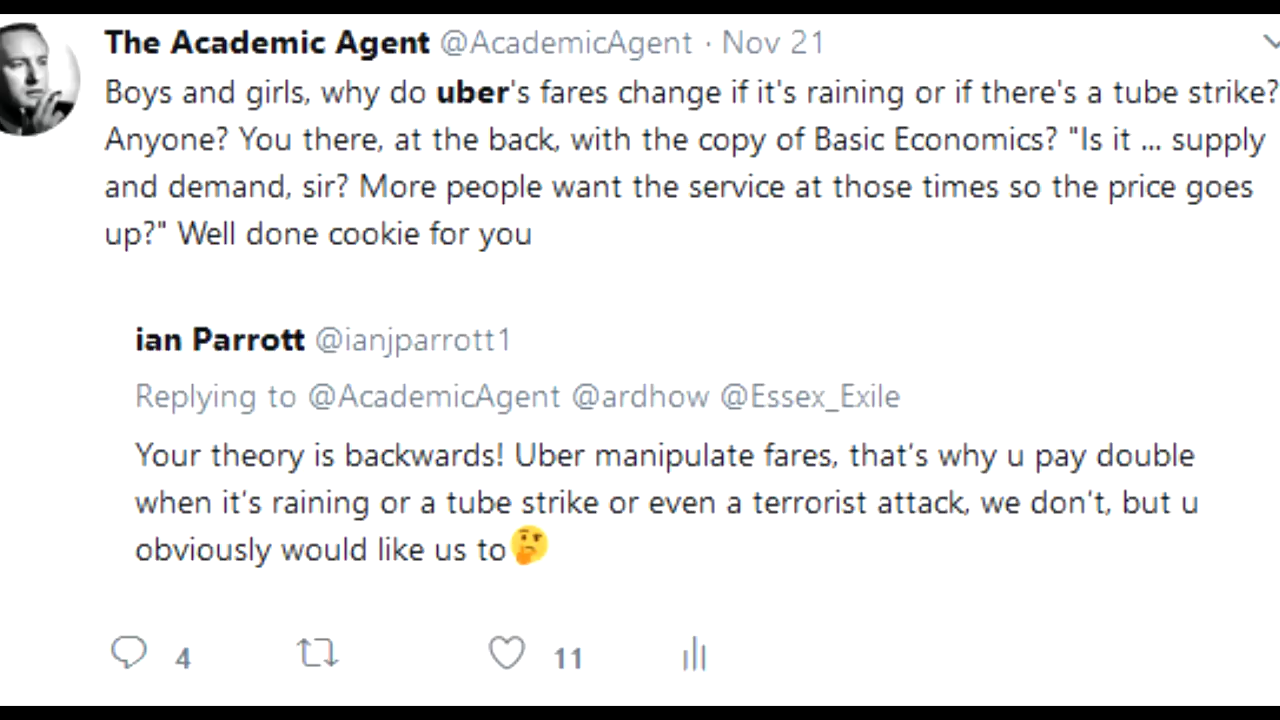 The Academic Agent @AcademicAgent · Nov 21
Boys and girls, why do uber's fares change if it's raining or if there's a tube strike?
Anyone? You there, at the back, with the copy of Basic Economics? "Is it ... supply
and demand, sir? More people want the service at those times so the price goes
up?" Well done cookie for you
ian Parrott @ianjparrott1
Replying to @AcademicAgent @ardhow @Essex_Exile
Your theory is backwards! Uber manipulate fares, that's why u pay double
when it's raining or a tube strike or even a terrorist attack, we don't, but u
obviously would like us to🤔
4 11